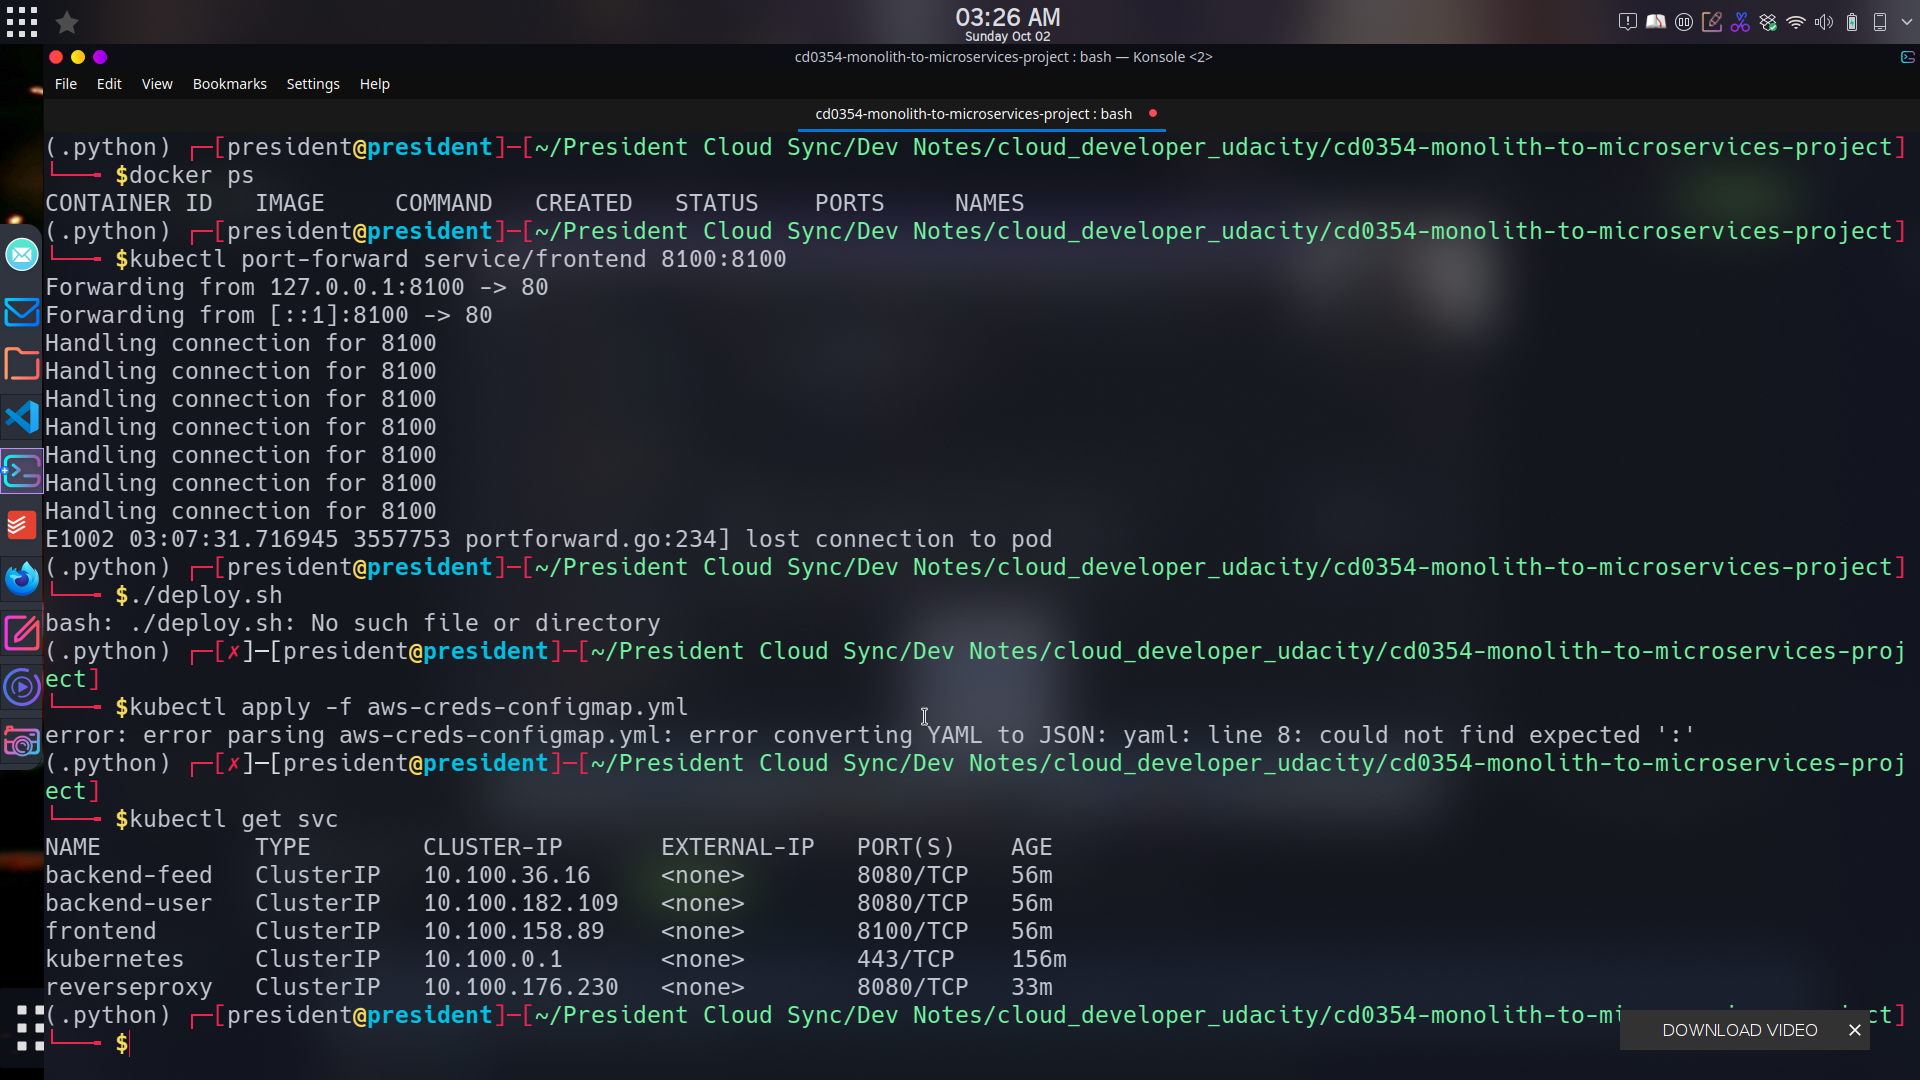 03:26 AM
Sunday Oct 02
cd0354-monolith-to-microservices-project : bash — Konsole <2>
File Edit View Bookmarks Settings Help
cd0354-monolith-to-microservices-project : bash
(.python) ┌─[president@president]─[~/President Cloud Sync/Dev Notes/cloud_developer_udacity/cd0354-monolith-to-microservices-project]
└──╼ $docker ps
CONTAINER ID   IMAGE     COMMAND   CREATED   STATUS    PORTS     NAMES
(.python) ┌─[president@president]─[~/President Cloud Sync/Dev Notes/cloud_developer_udacity/cd0354-monolith-to-microservices-project]
└──╼ $kubectl port-forward service/frontend 8100:8100
Forwarding from 127.0.0.1:8100 -> 80
Forwarding from [::1]:8100 -> 80
Handling connection for 8100
Handling connection for 8100
Handling connection for 8100
Handling connection for 8100
Handling connection for 8100
Handling connection for 8100
Handling connection for 8100
E1002 03:07:31.716945 3557753 portforward.go:234] lost connection to pod
(.python) ┌─[president@president]─[~/President Cloud Sync/Dev Notes/cloud_developer_udacity/cd0354-monolith-to-microservices-project]
└──╼ $./deploy.sh
bash: ./deploy.sh: No such file or directory
(.python) ┌─[✗]─[president@president]─[~/President Cloud Sync/Dev Notes/cloud_developer_udacity/cd0354-monolith-to-microservices-proj
ect]
└──╼ $kubectl apply -f aws-creds-configmap.yml
error: error parsing aws-creds-configmap.yml: error converting YAML to JSON: yaml: line 8: could not find expected ':'
(.python) ┌─[✗]─[president@president]─[~/President Cloud Sync/Dev Notes/cloud_developer_udacity/cd0354-monolith-to-microservices-proj
ect]
└──╼ $kubectl get svc
NAME           TYPE        CLUSTER-IP       EXTERNAL-IP   PORT(S)    AGE
backend-feed   ClusterIP   10.100.36.16     <none>        8080/TCP   56m
backend-user   ClusterIP   10.100.182.109   <none>        8080/TCP   56m
frontend       ClusterIP   10.100.158.89    <none>        8100/TCP   56m
kubernetes     ClusterIP   10.100.0.1       <none>        443/TCP    156m
reverseproxy   ClusterIP   10.100.176.230   <none>        8080/TCP   33m
(.python) ┌─[president@president]─[~/President Cloud Sync/Dev Notes/cloud_developer_udacity/cd0354-monolith-to-mi ct]
└──╼ $
DOWNLOAD VIDEO